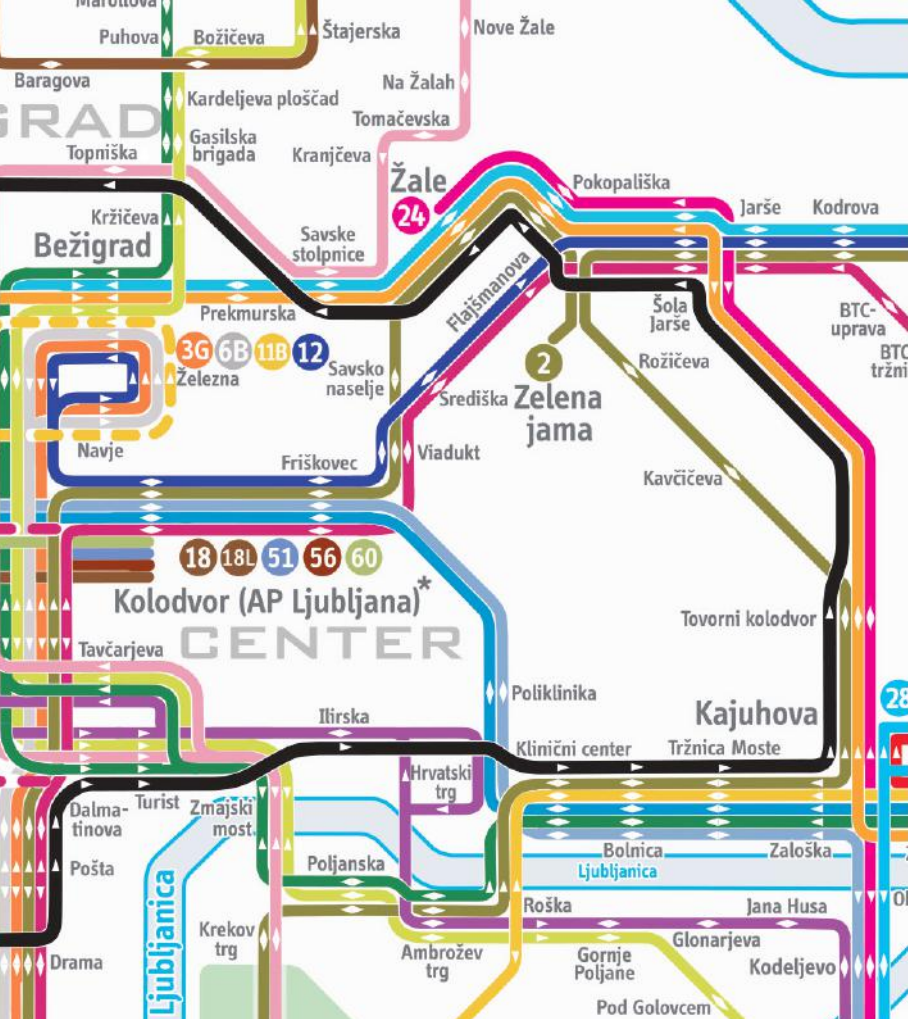 Maroltova
Puhova
Božičeva
Štajerska
Nove Žale
Baragova
Kardeljeva ploščad
Na Žalah
GRAD
Gasilska
brigada
Tomačevska
Topniška
Kranjčeva
Žale
24
Pokopališka
Jarše
Kodrova
Kržičeva
Bežigrad
Savske
stolpnice
Prekmurska
Flajšmanova
Šola
Jarše
BTC-
uprava
BTC
tržni
3G
6B
11B
12
Železna
Savsko
naselje
2
Zelena
jama
Rožičeva
Središka
Navje
Friškovec
Viadukt
Kavčičeva
18
18L
51
56
60
Kolodvor (AP Ljubljana)*
CENTER
Tovorni kolodvor
Tavčarjeva
Poliklinika
Kajuhova
28
Ilirska
Klinični center
Tržnica Moste
Hrvatski
trg
Dalma-
tinova
Turist
Zmajski
most
Pošta
Poljanska
Bolnica
Zaloška
Ljubljanica
Ljubljanica
Roška
Jana Husa
Krekov
trg
Ambrožev
trg
Glonarjeva
Gornje
Poljane
Kodeljevo
Drama
Pod Golovcem